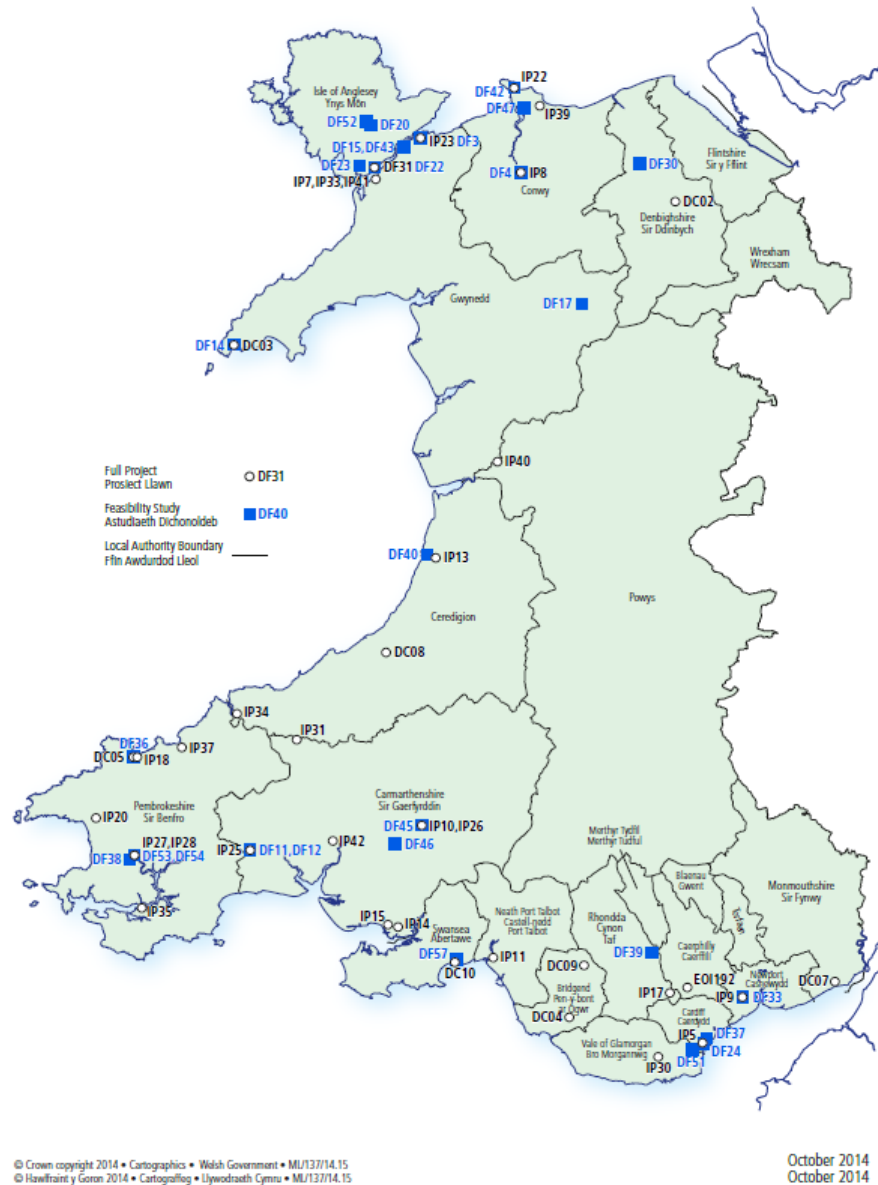 IP22
DF42
Isle of Anglesey
Ynys Môn
DF47
IP39
DF52
DF20
DF15, DF43
IP23 DF3
Flintshire
Sir y Fflint
DF23
DF31 DF22
DF30
IP7, IP33, IP41
DF4
IP8
Conwy
DC02
Denbighshire
Sir Ddinbych
Wrexham
Wrecsam
Gwynedd
DF17
DF14
DC03
IP40
Full Project
Prosiect Llawn
DF31
Feasibility Study
Astudiaeth Dichonoldeb
DF40
Local Authority Boundary
Ffin Awdurdod Lleol
DF40
IP13
Ceredigion
Powys
DC08
IP34
IP31
IP37
DF36
DC05
IP18
Pembrokeshire
Sir Benfro
Carmarthenshire
Sir Gaerfyrddin
IP20
DF45
IP10, IP26
IP42
DF46
IP27, IP28
DF38
DF53, DF54
IP25
DF11, DF12
Merthyr Tydfil
Merthyr Tudful
Blaenau
Gwent
Monmouthshire
Sir Fynwy
IP35
IP15
IP14
Swansea
Abertawe
Neath Port Talbot
Castell-nedd
Port Talbot
Rhondda
Cynon
Taf
Torfaen
DF39
Caerphilly
Caerffili
DF57
DC10
IP11
DC09
Bridgend
Pen-y-bont
ar Ogwr
EOI192
IP17
Newport
Casnewydd
DC07
IP9
DF33
DC04
Cardiff
Caerdydd
IP5
DF37
DF24
DF51
Vale of Glamorgan
Bro Morgannwg
IP30
© Crown copyright 2014 • Cartographics • Welsh Government • ML/137/14.15
© Hawlfraint y Goron 2014 • Cartograffeg • Llywodraeth Cymru • ML/137/14.15
October 2014
October 2014